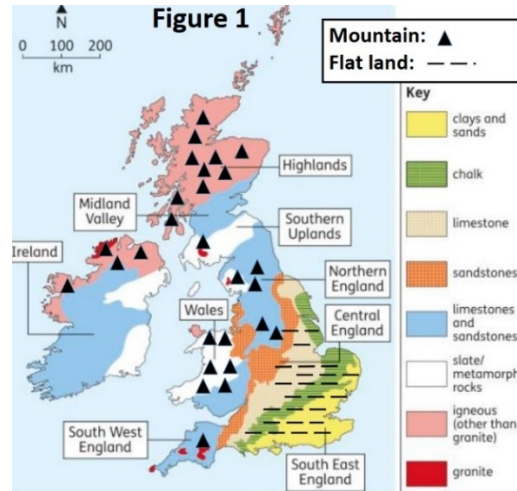 Figure 1
N
0 100 200
km
Mountain:
Flat land:
Highlands
Midland
Valley
Southern
Uplands
Ireland
Northern
England
Wales
Central
England
South West
England
South East
England
Key
clays and
sands
chalk
limestone
sandstones
limestones
and
sandstones
slate/
metamorph
rocks
igneous
(other than
granite)
granite